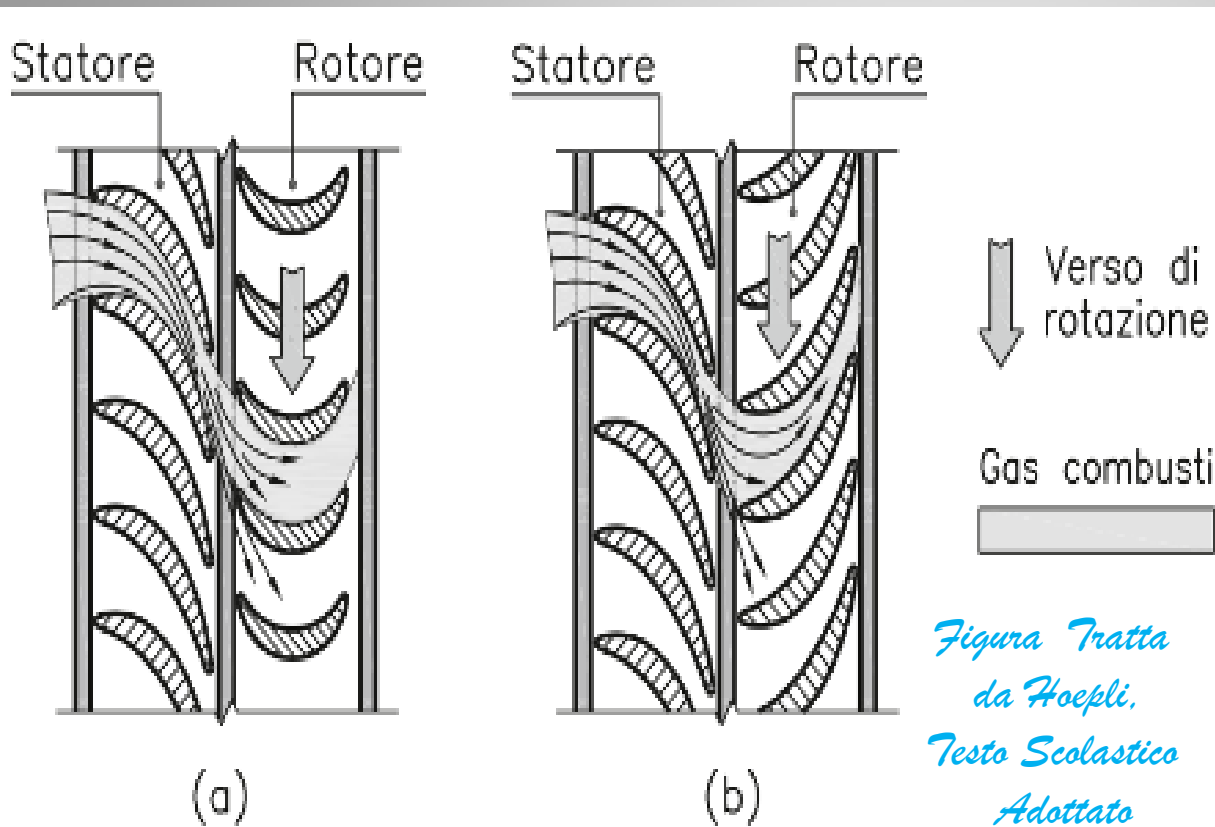 Statore
Rotore
Statore
Rotore
Verso di
rotazione
Gas combusti
Figura Tratta
da Hoepli,
Testo Scolastico
Adottato
(a)
(b)